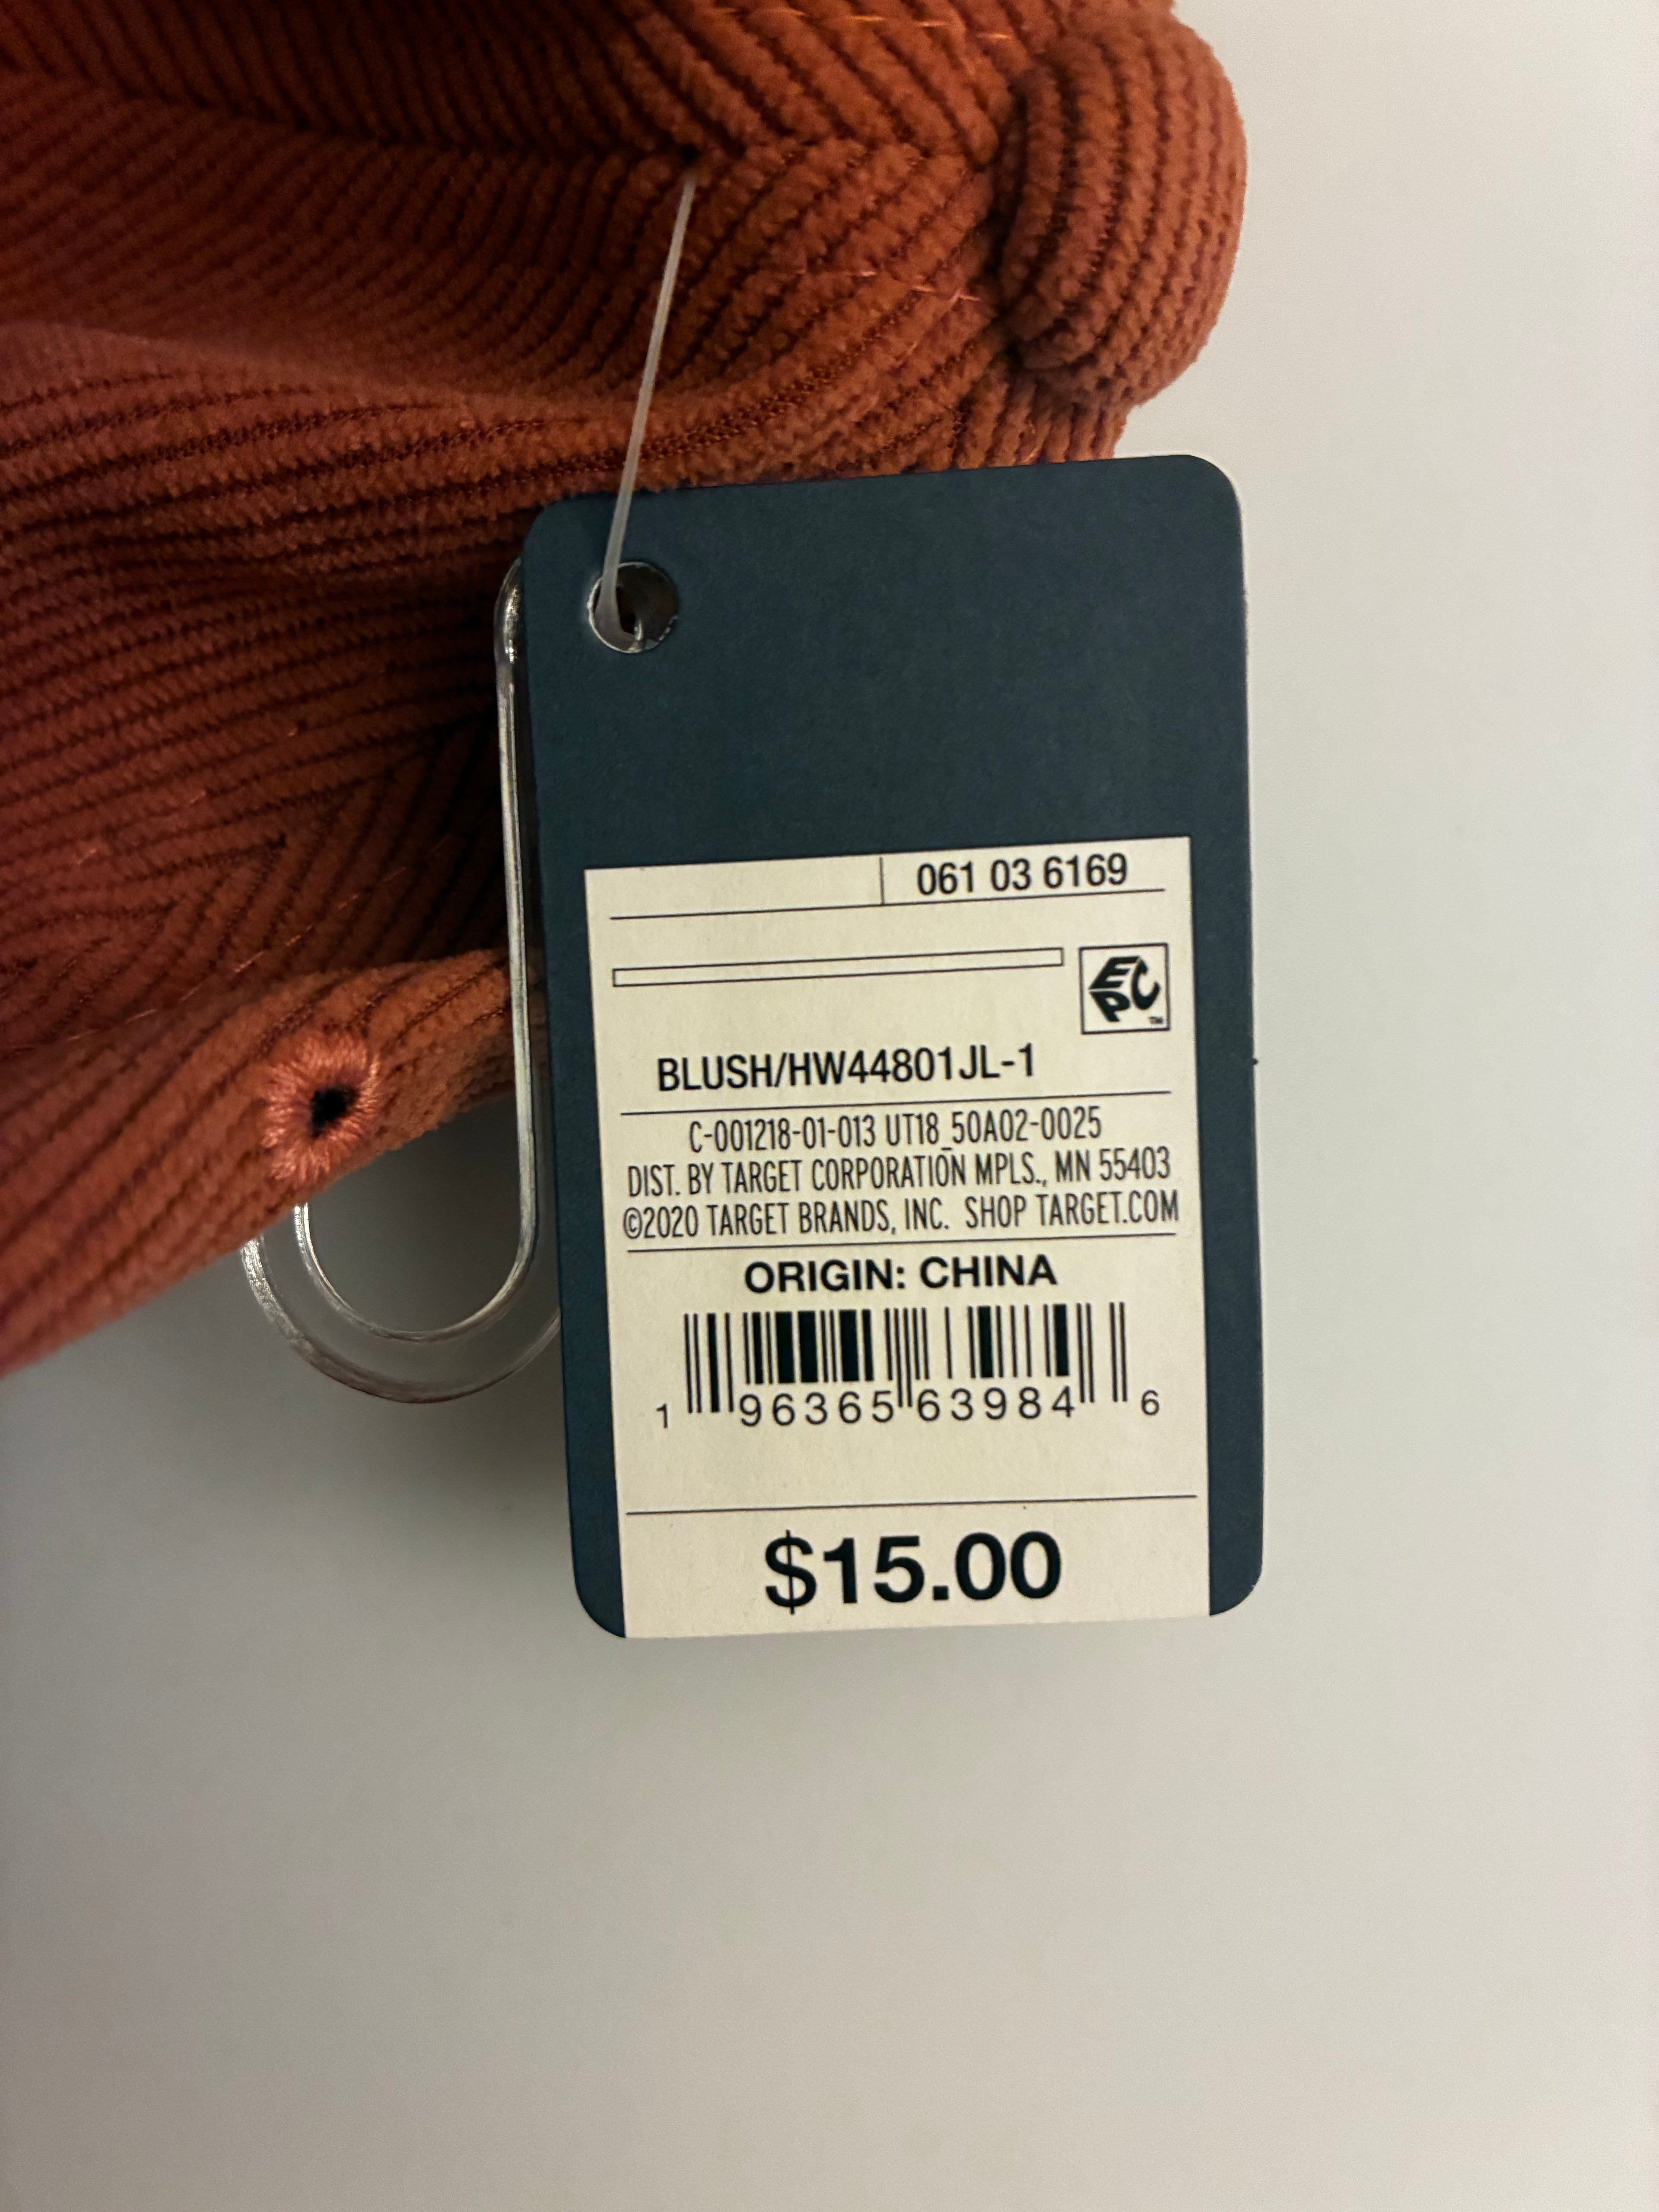 061 03 6169
EPC™
BLUSH/HW44801JL-1
C-001218-01-013 UT18_50A02-0025
DIST. BY TARGET CORPORATION MPLS., MN 55403
©2020 TARGET BRANDS, INC. SHOP TARGET.COM
ORIGIN: CHINA
1 96365 63984 6
$15.00